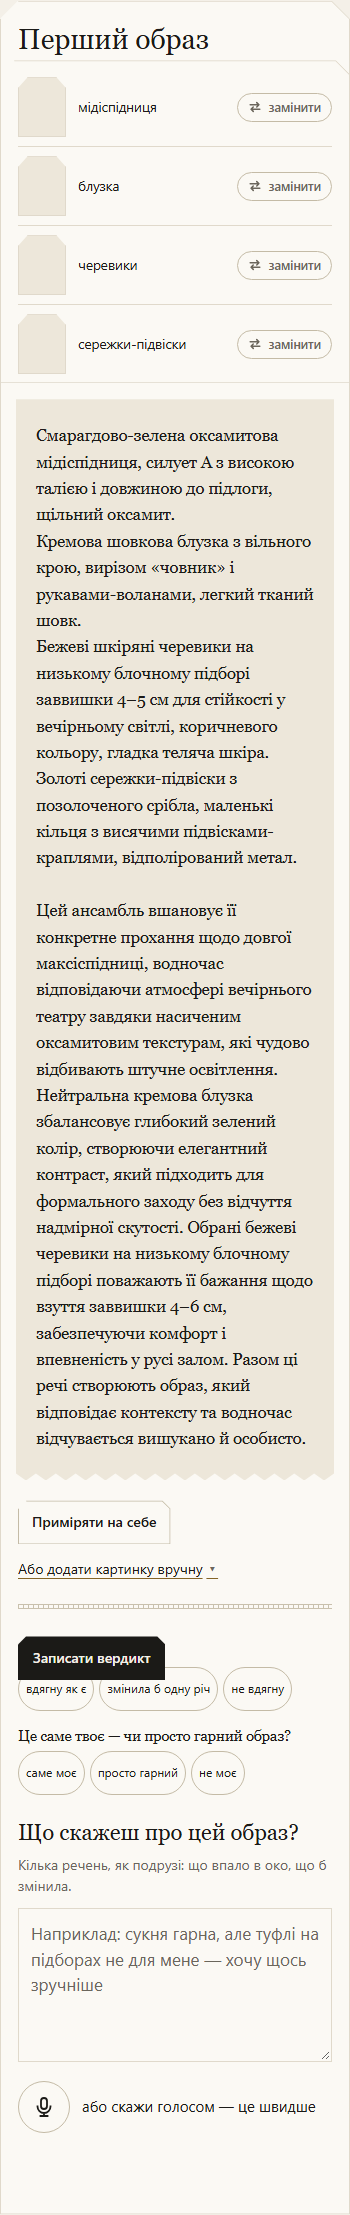 Перший образ
мідіспідниця
замінити
блузка
замінити
черевики
замінити
сережки-підвіски
замінити
Смарагдово-зелена оксамитова
мідіспідниця, силует А з високою
талією і довжиною до підлоги,
щільний оксамит.
Кремова шовкова блузка з вільного
крою, вирізом «човник» і
рукавами-воланами, легкий тканий
шовк.
Бежеві шкіряні черевики на
низькому блочному підборі
заввишки 4–5 см для стійкості у
вечірньому світлі, коричневого
кольору, гладка теляча шкіра.
Золоті сережки-підвіски з
позолоченого срібла, маленькі
кільця з висячими підвісками-
краплями, відполірований метал.
Цей ансамбль вшановує її
конкретне прохання щодо довгої
максіспідниці, водночас
відповідаючи атмосфері вечірнього
театру завдяки насиченим
оксамитовим текстурам, які чудово
відбивають штучне освітлення.
Нейтральна кремова блузка
збалансовує глибокий зелений
колір, створюючи елегантний
контраст, який підходить для
формального заходу без відчуття
надмірної скутості. Обрані бежеві
черевики на низькому блочному
підборі поважають її бажання щодо
взуття заввишки 4–6 см,
забезпечуючи комфорт і
впевненість у русі залом. Разом ці
речі створюють образ, який
відповідає контексту та водночас
відчувається вишукано й особисто.
Приміряти на себе
Або додати картинку вручну
Записати вердикт
вдягну як є
змінила б одну річ
не вдягну
Це саме твоє — чи просто гарний образ?
саме моє
просто гарний
не моє
Що скажеш про цей образ?
Кілька речень, як подрузі: що впало в око, що б
змінила.
Наприклад: сукня гарна, але туфлі на
підборах не для мене — хочу щось
зручніше
або скажи голосом — це швидше